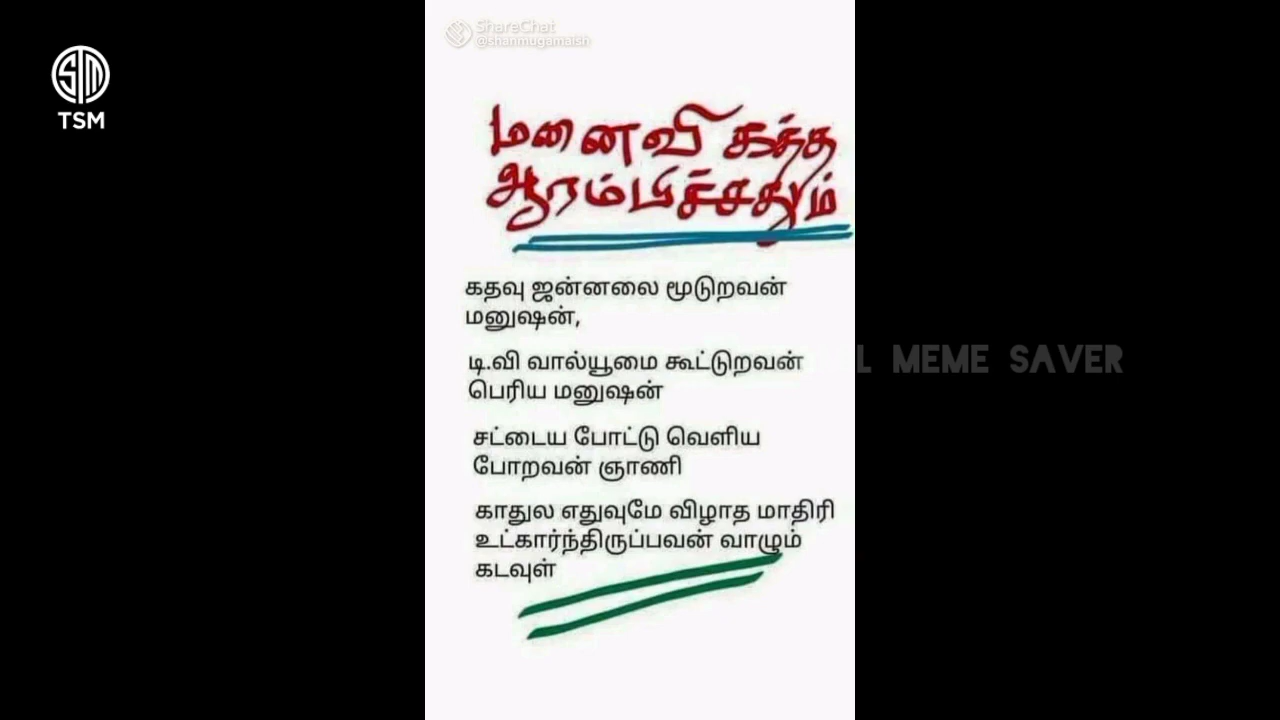 ShareChat
@shanmugamaish
TSM
மனைவி கத்த
ஆரம்பிச்சதும்
கதவு ஜன்னலை மூடுறவன்
மனுஷன்,
டி.வி வால்யூமை கூட்டுறவன்
பெரிய மனுஷன்
L MEME SAVER
சட்டைய போட்டு வெளிய
போறவன் ஞாணி
காதுல எதுவுமே விழாத மாதிரி
உட்கார்ந்திருப்பவன் வாழும்
கடவுள்